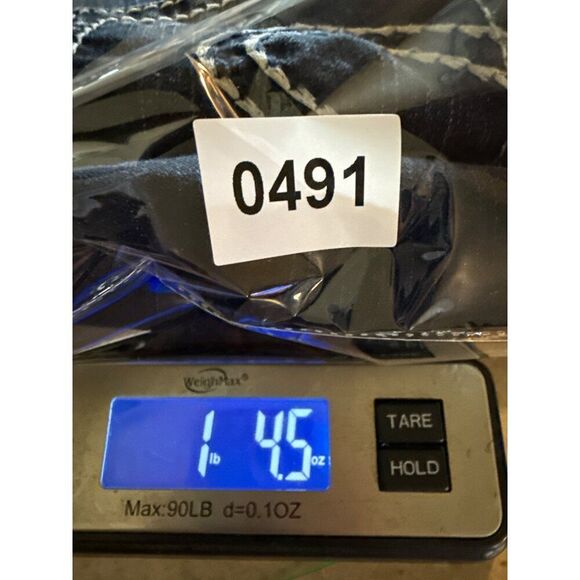 0491
WeighMax®
1 lb 4.5 oz
TARE
HOLD
Max:90LB d=0.1OZ